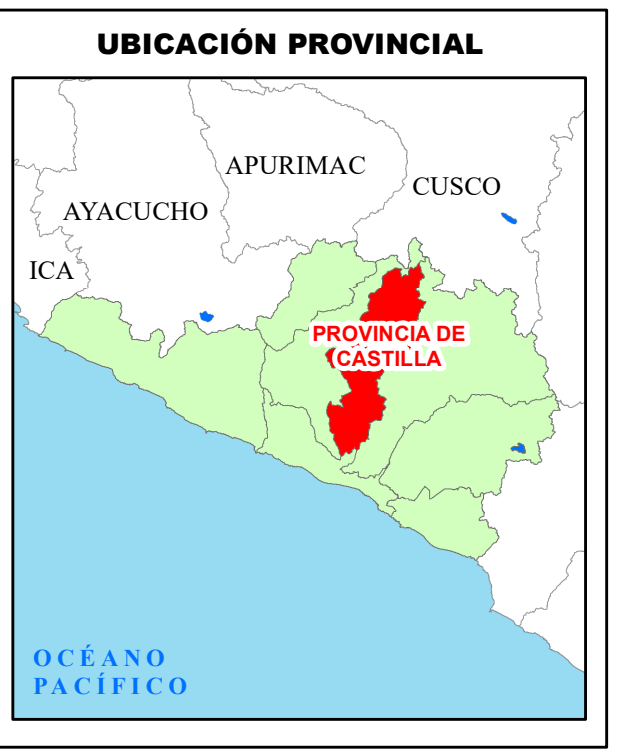 UBICACIÓN PROVINCIAL
APURIMAC
CUSCO
AYACUCHO
ICA
PROVINCIA DE
CASTILLA
OCÉANO
PACÍFICO